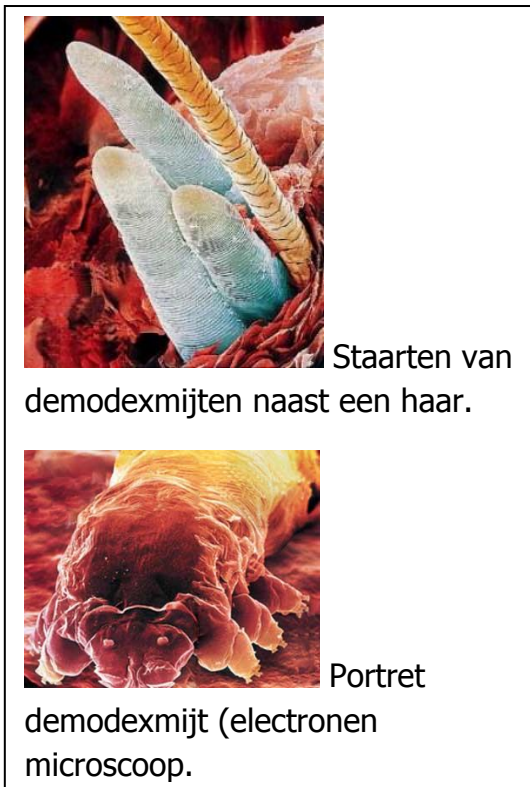 Staarten van
demodexmijten naast een haar.
Portret
demodexmijt (electronen
microscoop.